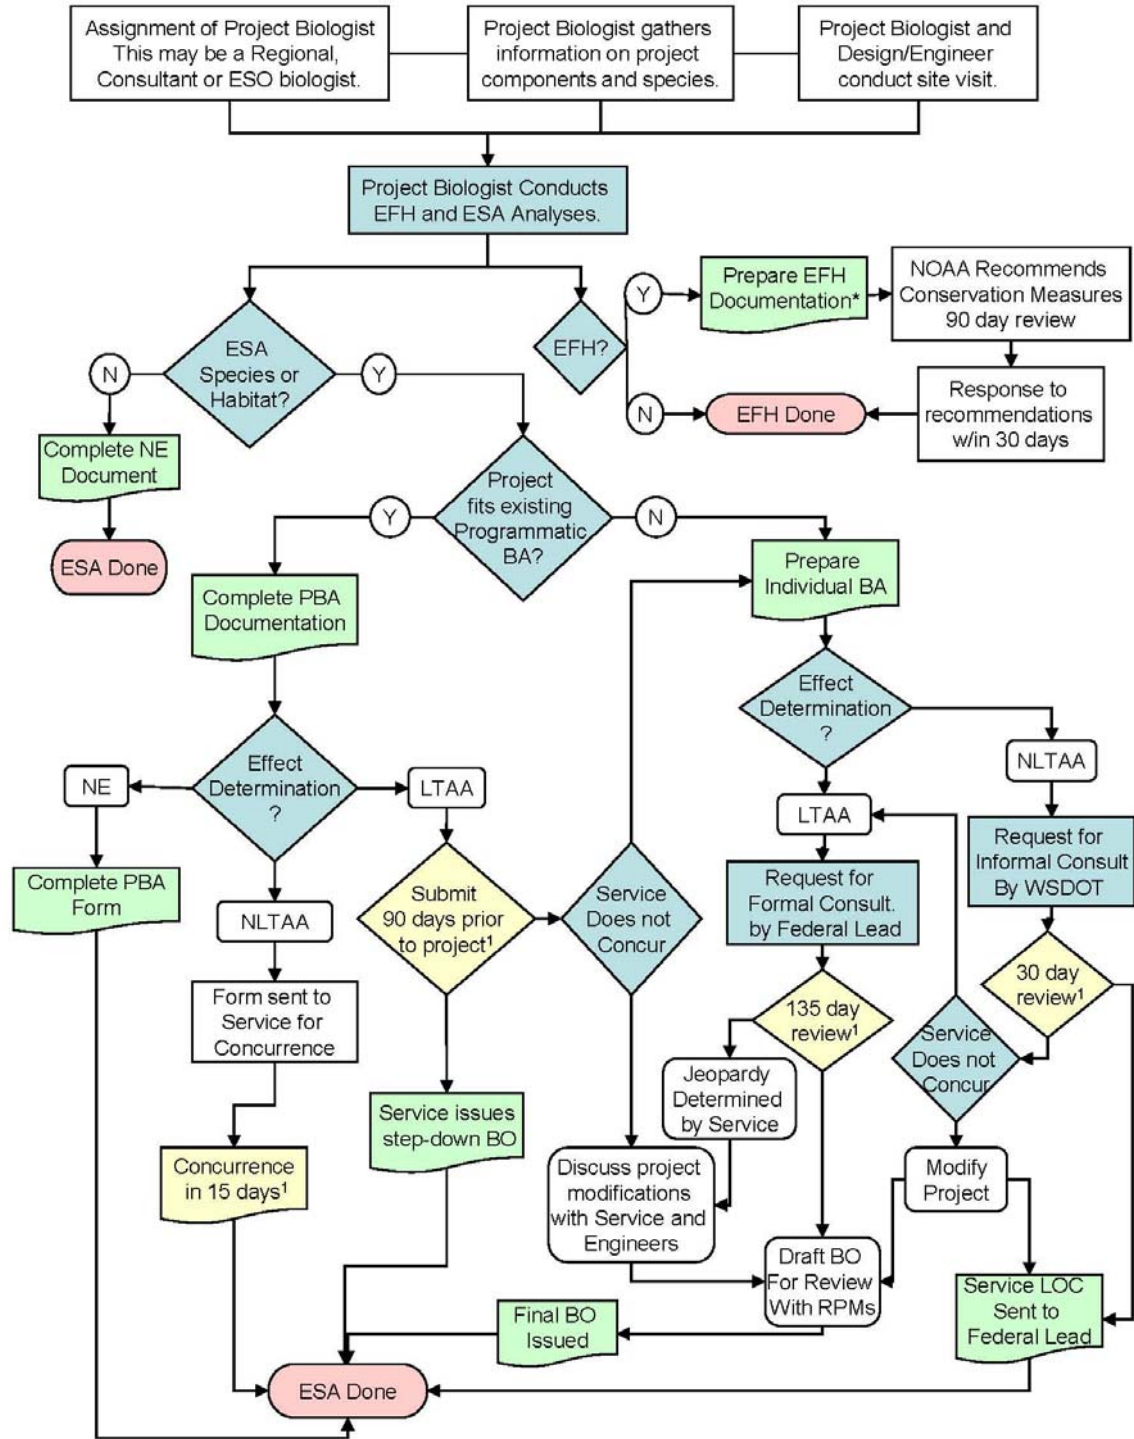 Assignment of Project Biologist
This may be a Regional,
Consultant or ESO biologist.
Project Biologist gathers
information on project
components and species.
Project Biologist and
Design/Engineer
conduct site visit.
Project Biologist Conducts
EFH and ESA Analyses.
ESA
Species or
Habitat?
N
Y
EFH?
Y
N
Prepare EFH
Documentation*
NOAA Recommends
Conservation Measures
90 day review
Response to
recommendations
w/in 30 days
EFH Done
Complete NE
Document
ESA Done
Project
fits existing
Programmatic
BA?
Y
N
Complete PBA
Documentation
Prepare
Individual BA
Effect
Determination
?
NE
LTAA
NLTAA
Complete PBA
Form
Form sent to
Service for
Concurrence
Concurrence
in 15 days¹
Submit
90 days prior
to project¹
Service issues
step-down BO
Service
Does not
Concur
Discuss project
modifications
with Service and
Engineers
Effect
Determination
?
LTAA
NLTAA
Request for
Formal Consult.
by Federal Lead
Request for
Informal Consult
By WSDOT
135 day
review¹
30 day
review¹
Jeopardy
Determined
by Service
Service
Does not
Concur
Modify
Project
Draft BO
For Review
With RPMs
Service LOC
Sent to
Federal Lead
Final BO
Issued
ESA Done